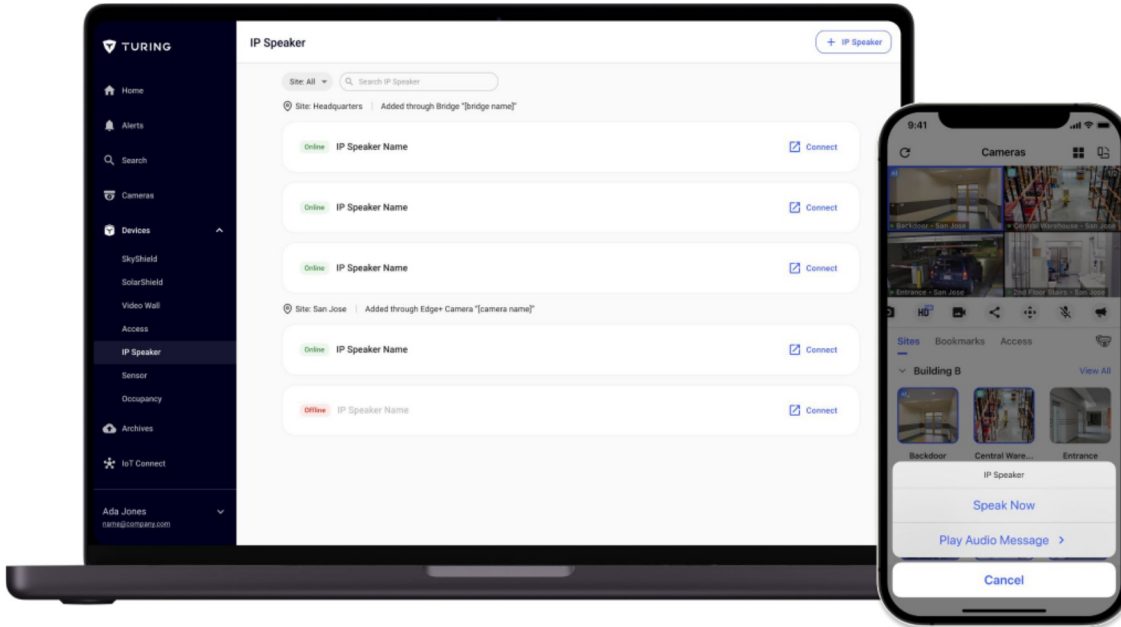 TURING
Home
Alerts
Search
Cameras
Devices
SkyShield
SolarShield
Video Wall
Access
IP Speaker
Sensor
Occupancy
Archives
IoT Connect
Ada Jones
name@company.com
IP Speaker
+ IP Speaker
Site: All
Search IP Speaker
Site: Headquarters | Added through Bridge "[bridge name]"
Online IP Speaker Name Connect
Online IP Speaker Name Connect
Online IP Speaker Name Connect
Site: San Jose | Added through Edge+ Camera "[camera name]"
Online IP Speaker Name Connect
Offline IP Speaker Name Connect
9:41
Cameras
Backdoor - San Jose
Central Warehouse - San Jose
Entrance - San Jose
2nd Floor Stairs - San Jose
HD
Sites Bookmarks Access
Building B View All
Backdoor Central Ware... Entrance
IP Speaker
Speak Now
Play Audio Message
Cancel